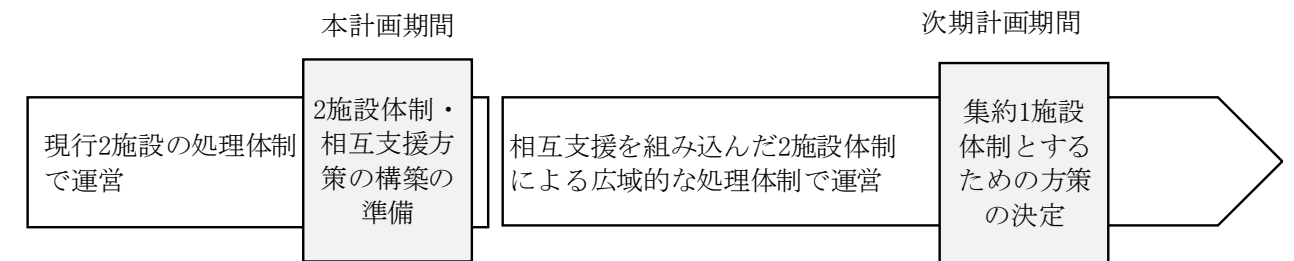 本計画期間
次期計画期間
現行2施設の処理体制
で運営
2施設体制・
相互支援方
策の構築の
準備
相互支援を組み込んだ2施設体制
による広域的な処理体制で運営
集約1施設
体制とする
ための方策
の決定